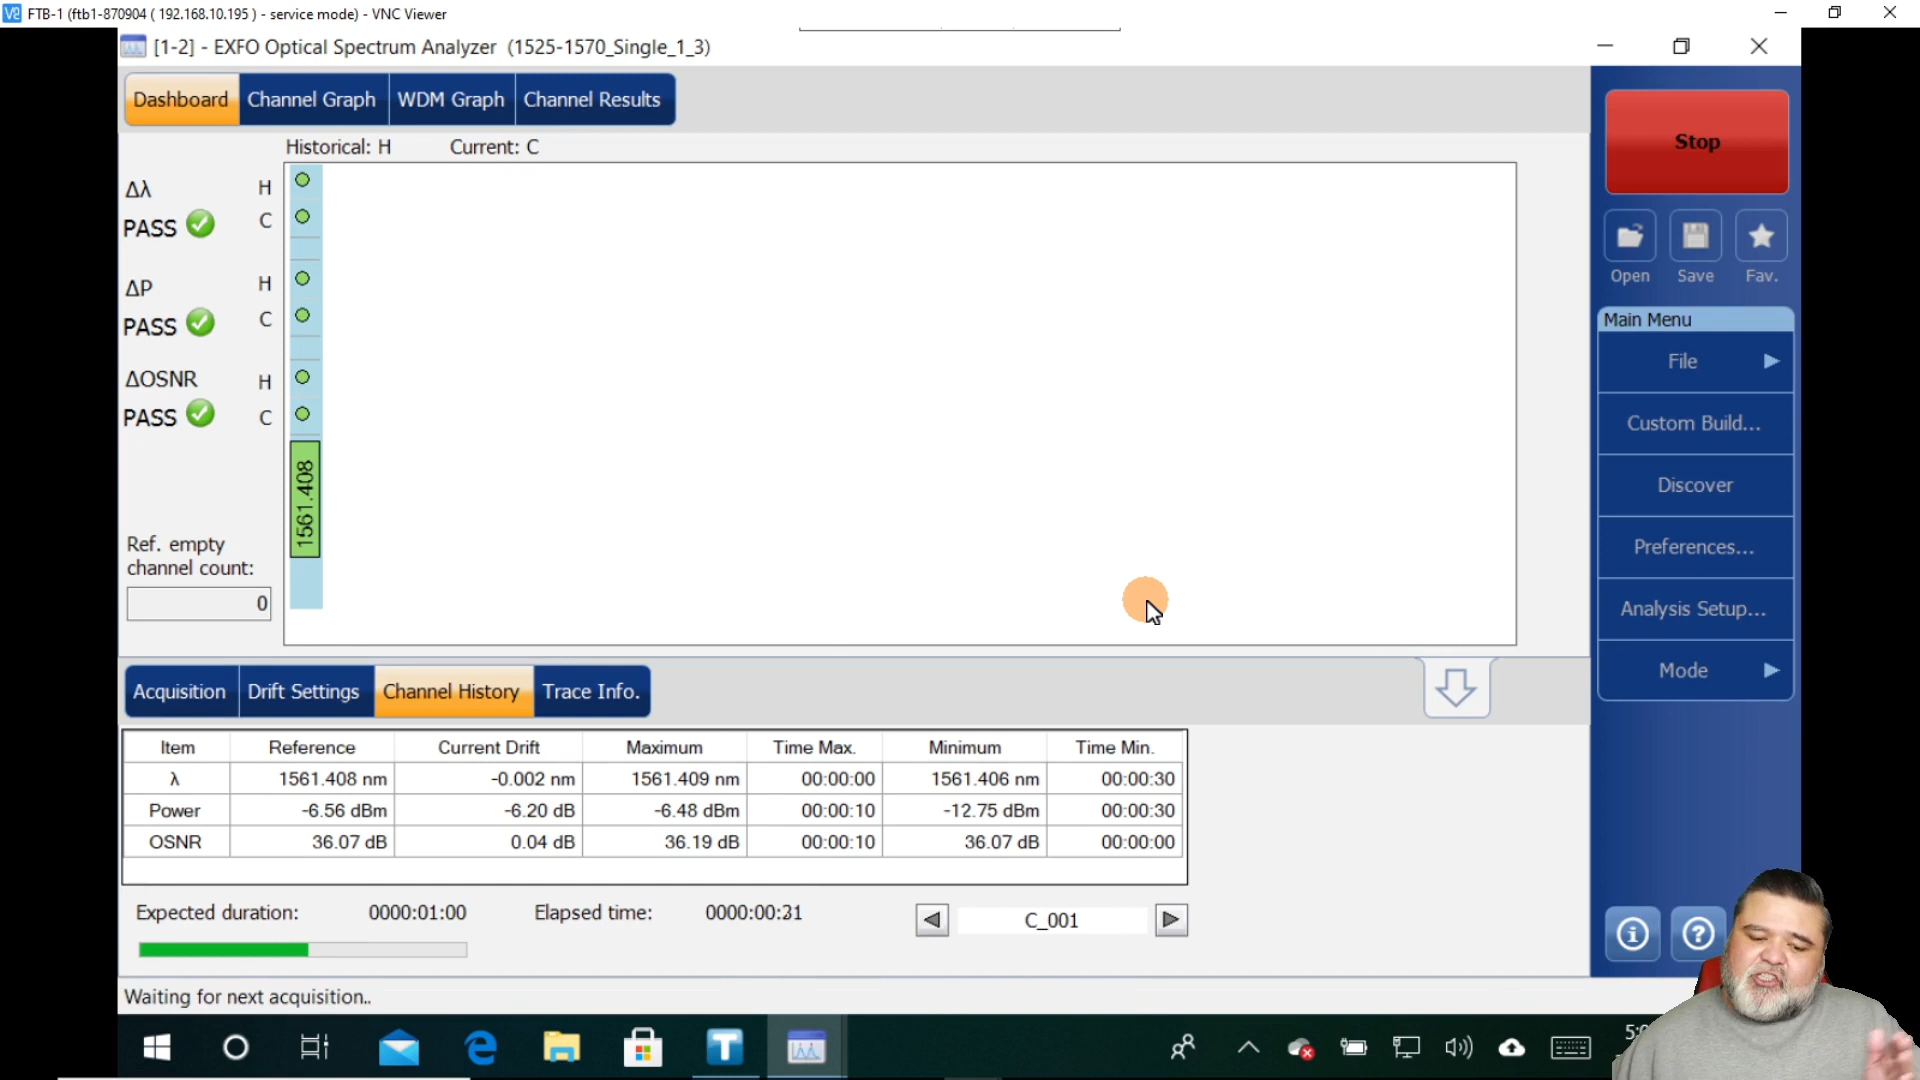 FTB-1 (ftb1-870904 ( 192.168.10.195 ) - service mode) - VNC Viewer
[1-2] - EXFO Optical Spectrum Analyzer (1525-1570_Single_1_3)
Dashboard Channel Graph WDM Graph Channel Results
Stop
Historical: H Current: C
Δλ H
PASS C
ΔP H
PASS C
ΔOSNR H
PASS C
1561.408
Ref. empty
channel count:
0
Open Save Fav.
Main Menu
File
Custom Build...
Discover
Preferences...
Analysis Setup...
Mode
Acquisition Drift Settings Channel History Trace Info.
Item Reference Current Drift Maximum Time Max. Minimum Time Min.
λ 1561.408 nm -0.002 nm 1561.409 nm 00:00:00 1561.406 nm 00:00:30
Power -6.56 dBm -6.20 dB -6.48 dBm 00:00:10 -12.75 dBm 00:00:30
OSNR 36.07 dB 0.04 dB 36.19 dB 00:00:10 36.07 dB 00:00:00
Expected duration: 0000:01:00 Elapsed time: C_001
Waiting for next acquisition..